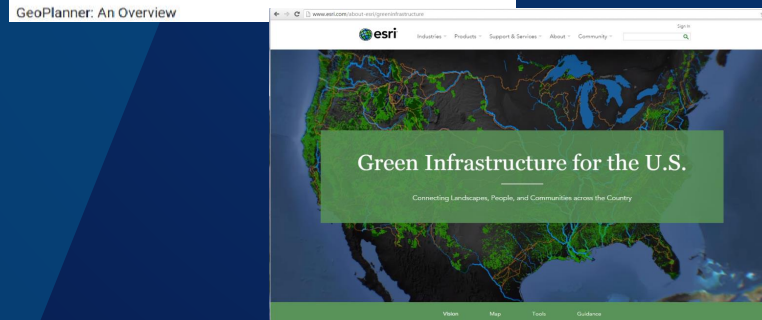 GeoPlanner: An Overview
www.esri.com/about-esri/greeninfrastructure
Sign In
esri Industries Products Support & Services About Community
Green Infrastructure for the U.S.
Connecting Landscapes, People, and Communities across the Country
Vision Map Tools Guidance